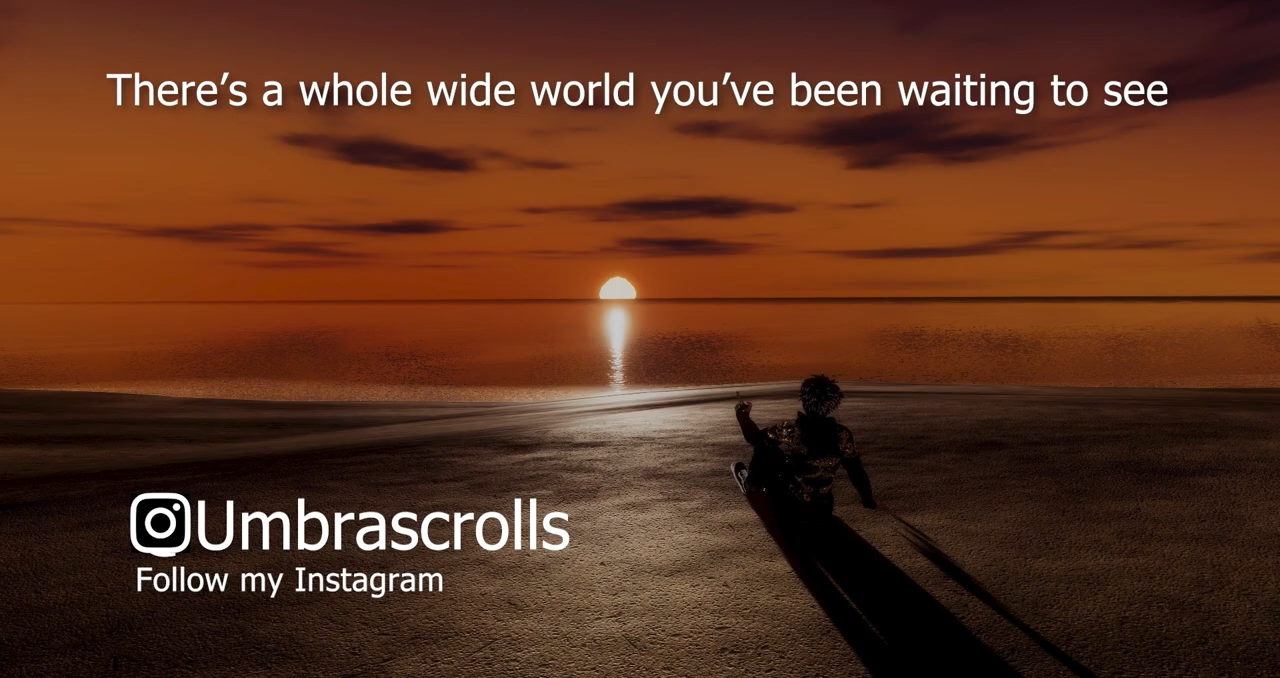 There’s a whole wide world you’ve been waiting to see
Umbrascrolls
Follow my Instagram